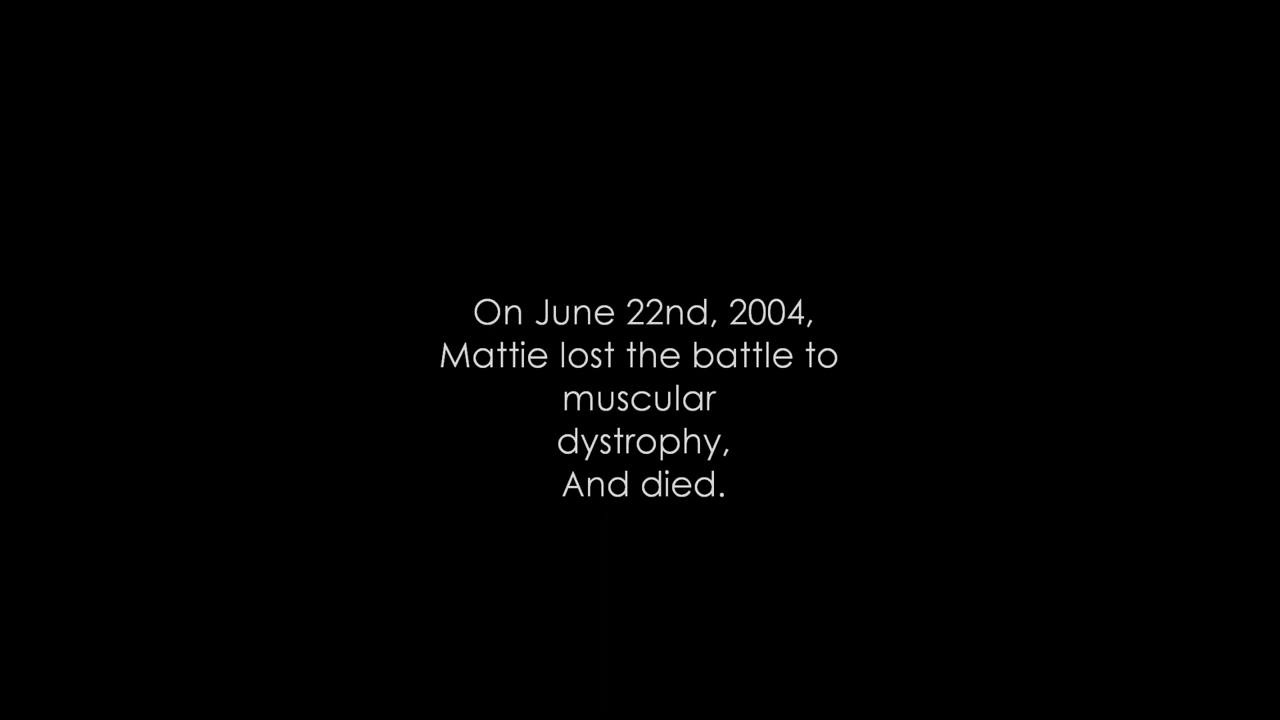 On June 22nd, 2004,
Mattie lost the battle to
muscular
dystrophy,
And died.